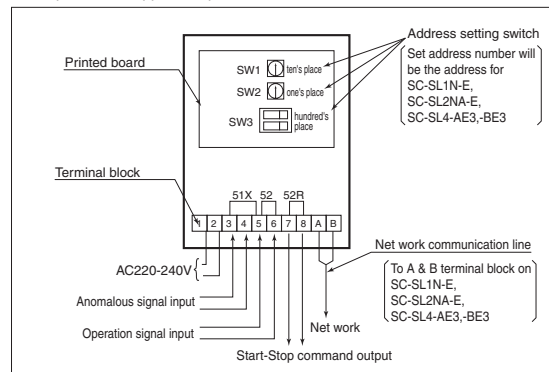 Address setting switch
Set address number will
be the address for
SC-SL1N-E,
SC-SL2NA-E,
SC-SL4-AE3,-BE3
Printed board
SW1 ten's place
SW2 one's place
SW3 hundred's
place
Terminal block
51X 52 52R
1 2 3 4 5 6 7 8 A B
Net work communication line
To A & B terminal block on
SC-SL1N-E,
SC-SL2NA-E,
SC-SL4-AE3,-BE3
AC220-240V
Anomalous signal input
Operation signal input
Net work
Start-Stop command output